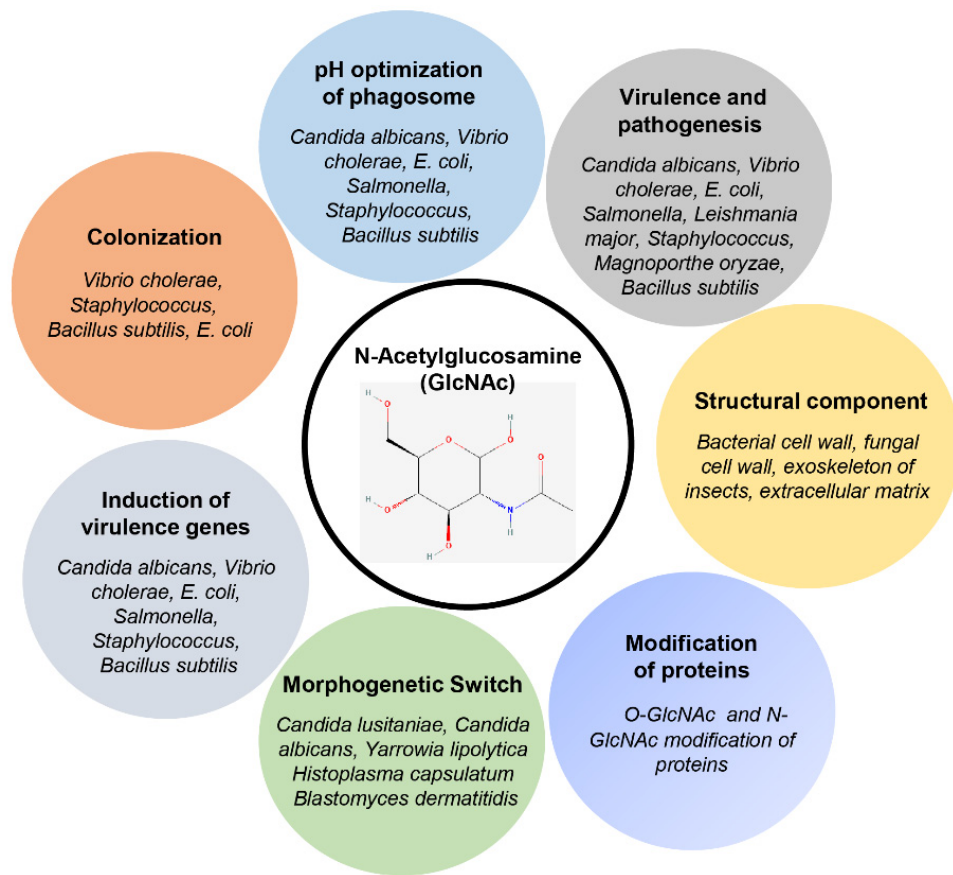 pH optimization
of phagosome
Candida albicans, Vibrio
cholerae, E. coli,
Salmonella,
Staphylococcus,
Bacillus subtilis
Virulence and
pathogenesis
Candida albicans, Vibrio
cholerae, E. coli,
Salmonella, Leishmania
major, Staphylococcus,
Magnoporthe oryzae,
Bacillus subtilis
Colonization
Vibrio cholerae,
Staphylococcus,
Bacillus subtilis, E. coli
N-Acetylglucosamine
(GlcNAc)
H
O
H
O
O
O
H
O
N
H
O
H
Structural component
Bacterial cell wall, fungal
cell wall, exoskeleton of
insects, extracellular matrix
Induction of
virulence genes
Candida albicans, Vibrio
cholerae, E. coli,
Salmonella,
Staphylococcus,
Bacillus subtilis
Morphogenetic Switch
Candida lusitaniae, Candida
albicans, Yarrowia lipolytica
Histoplasma capsulatum
Blastomyces dermatitidis
Modification
of proteins
O-GlcNAc and N-
GlcNAc modification of
proteins